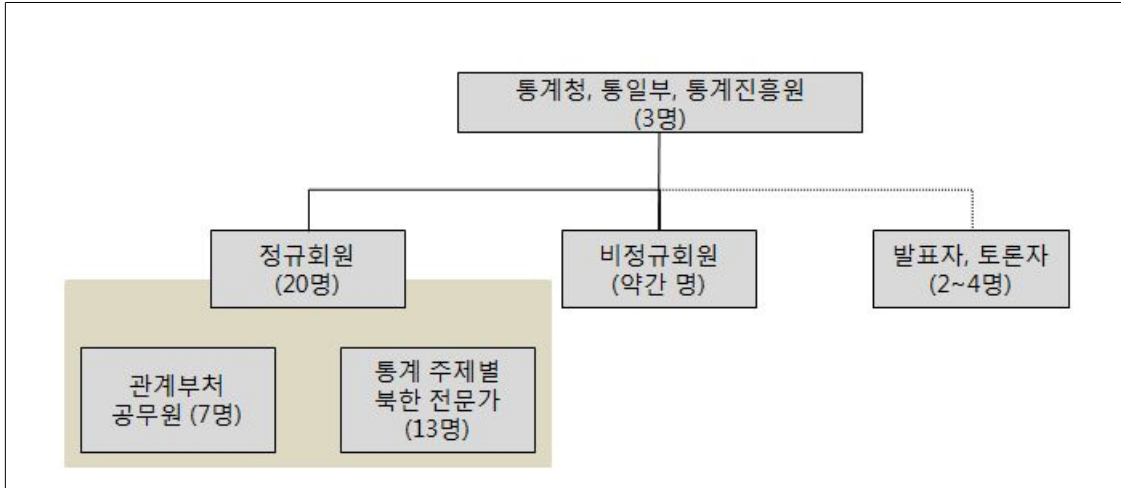 통계청, 통일부, 통계진흥원
(3명)
정규회원
(20명)
비정규회원
(약간 명)
발표자, 토론자
(2~4명)
관계부처
공무원 (7명)
통계 주제별
북한 전문가
(13명)